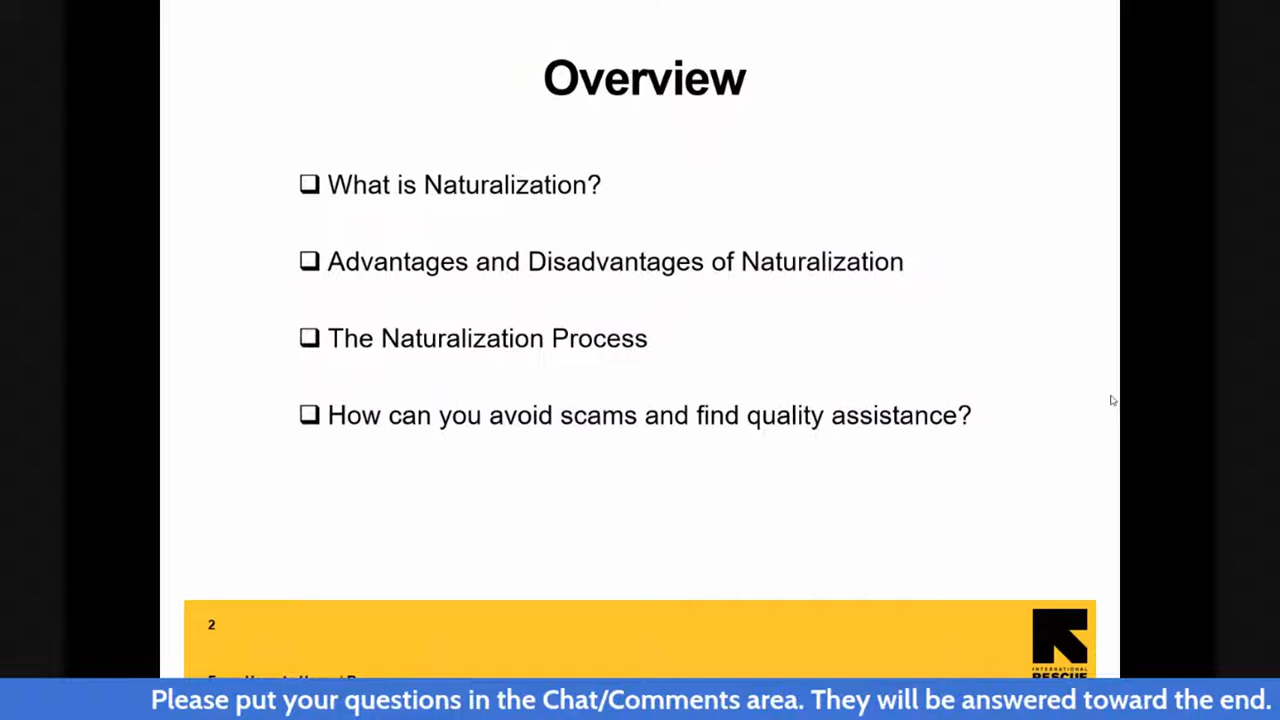 Overview
❑ What is Naturalization?
❑ Advantages and Disadvantages of Naturalization
❑ The Naturalization Process
❑ How can you avoid scams and find quality assistance?
2
INTERNATIONAL
RESCUE
Please put your questions in the Chat/Comments area. They will be answered toward the end.